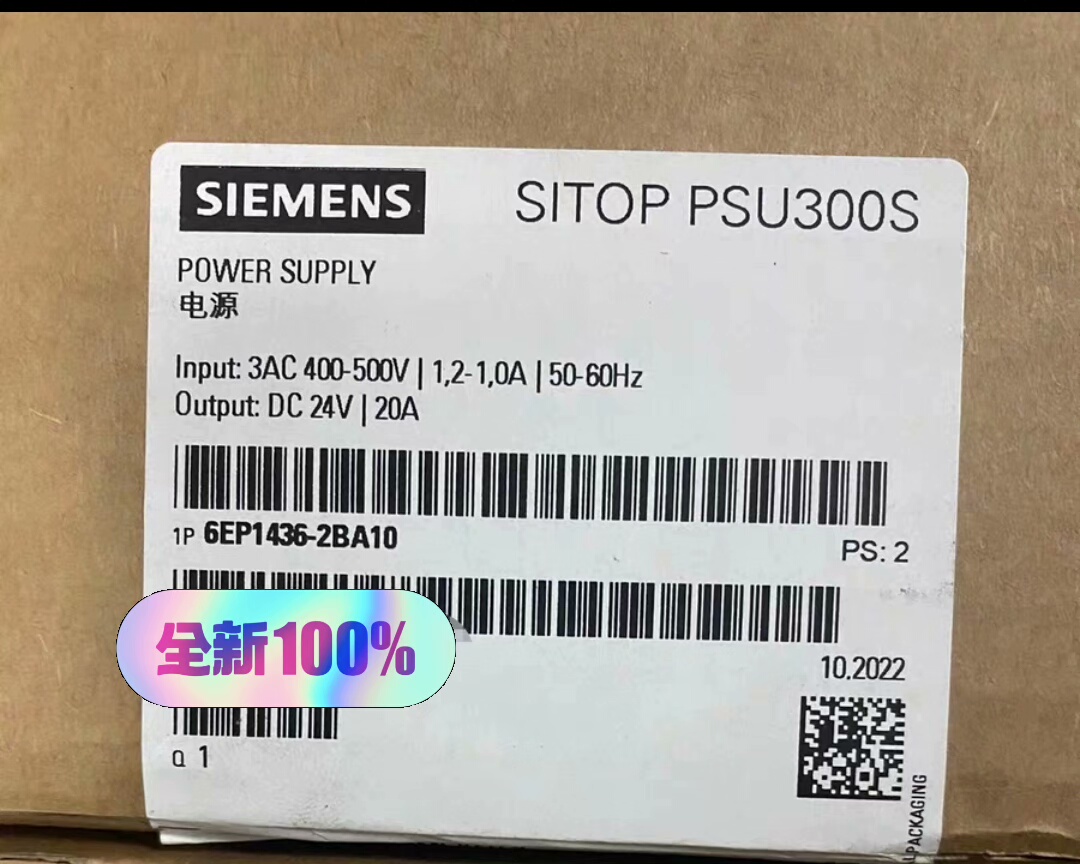 SIEMENS
SITOP PSU300S
POWER SUPPLY
电源
Input: 3AC 400-500V | 1,2-1,0A | 50-60Hz
Output: DC 24V | 20A
1P 6EP1436-2BA10
PS: 2
全新100%
10.2022
Q 1
PACKAGING